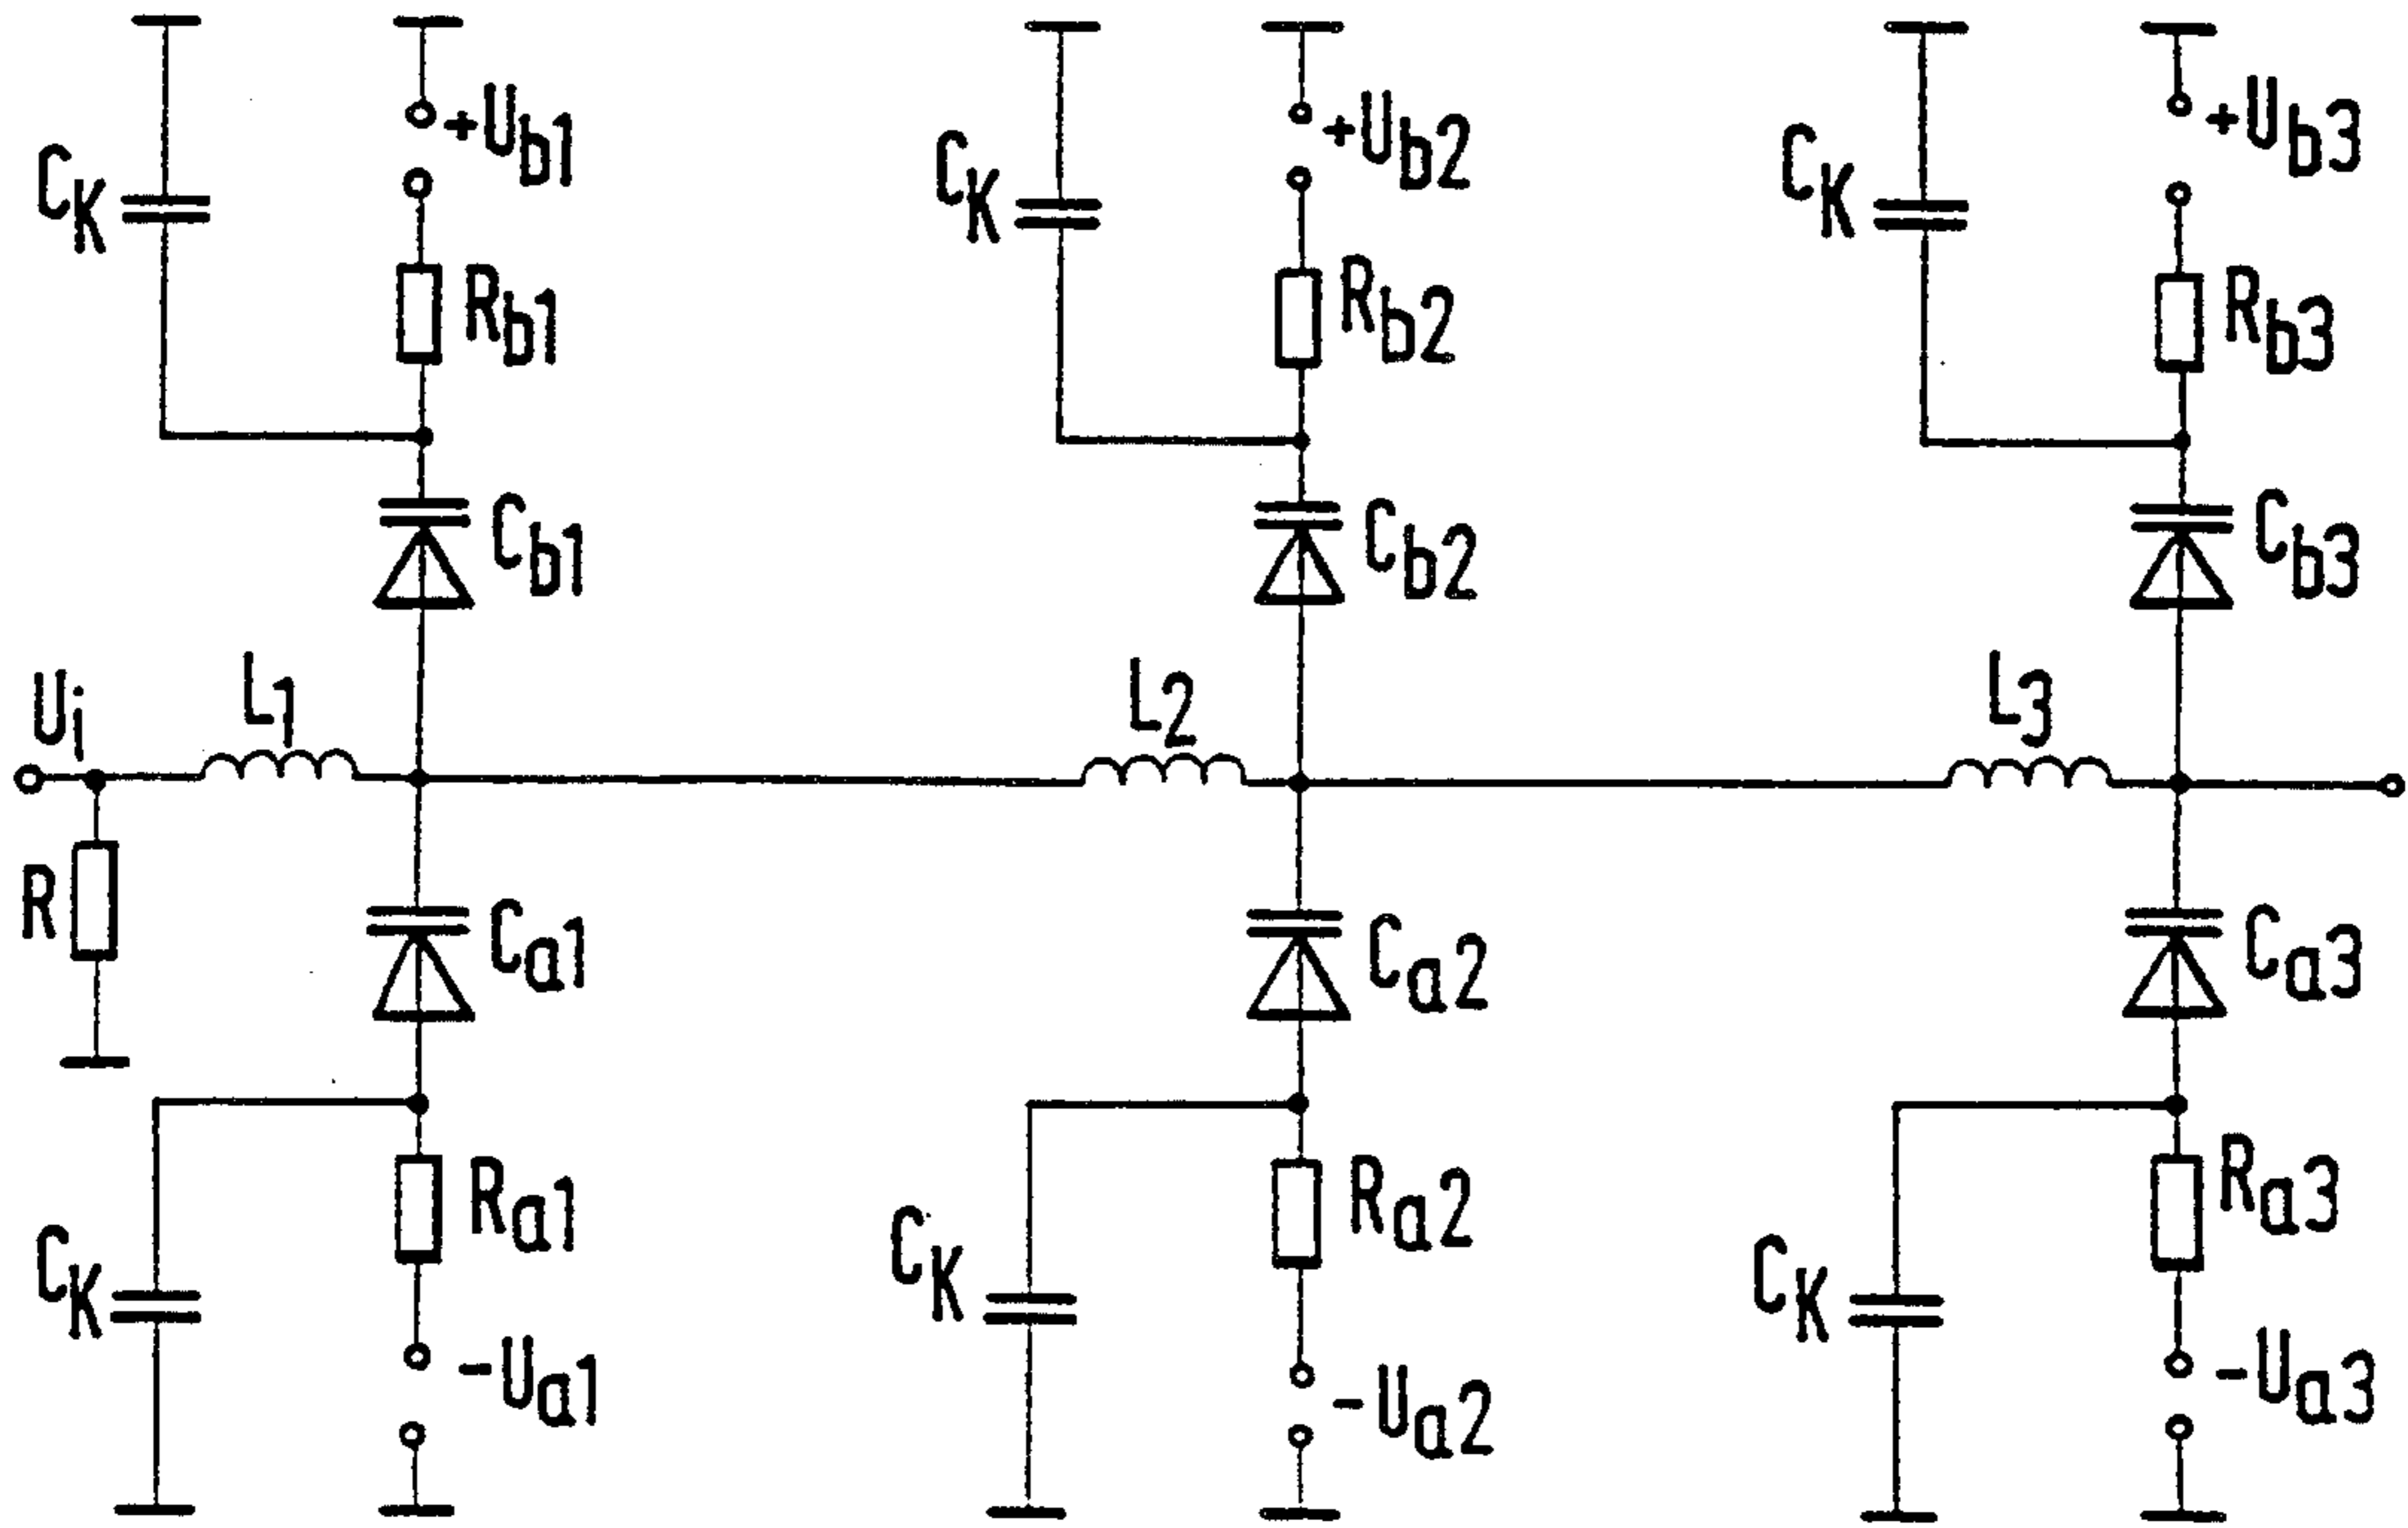 CK +Ub1 CK +Ub2 CK +Ub3
Rb1 Rb2 Rb3
Cb1 Cb2 Cb3
Ui L1 L2 L3
R Ca1 Ca2 Ca3
CK Ra1 CK Ra2 CK Ra3
-Ua1 -Ua2 -Ua3